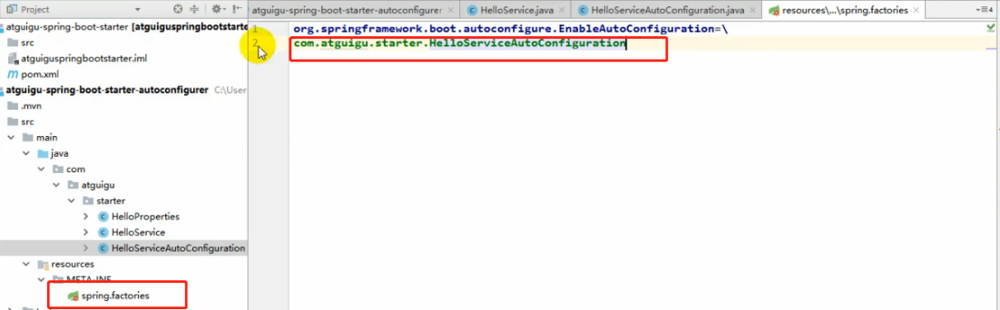 Project
atguigu-spring-boot-starter-autoconfigurer
HelloService.java
HelloServiceAutoConfiguration.java
resources\...\spring.factories
4
atguigu-spring-boot-starter [atguiguspringbootstarte
src
atguiguspringbootstarter.iml
pom.xml
atguigu-spring-boot-starter-autoconfigurer C:\User
.mvn
src
main
java
com
atguigu
starter
HelloProperties
HelloService
HelloServiceAutoConfiguration
resources
META-INF
spring.factories
1 org.springframework.boot.autoconfigure.EnableAutoConfiguration=\
2 com.atguigu.starter.HelloServiceAutoConfiguration